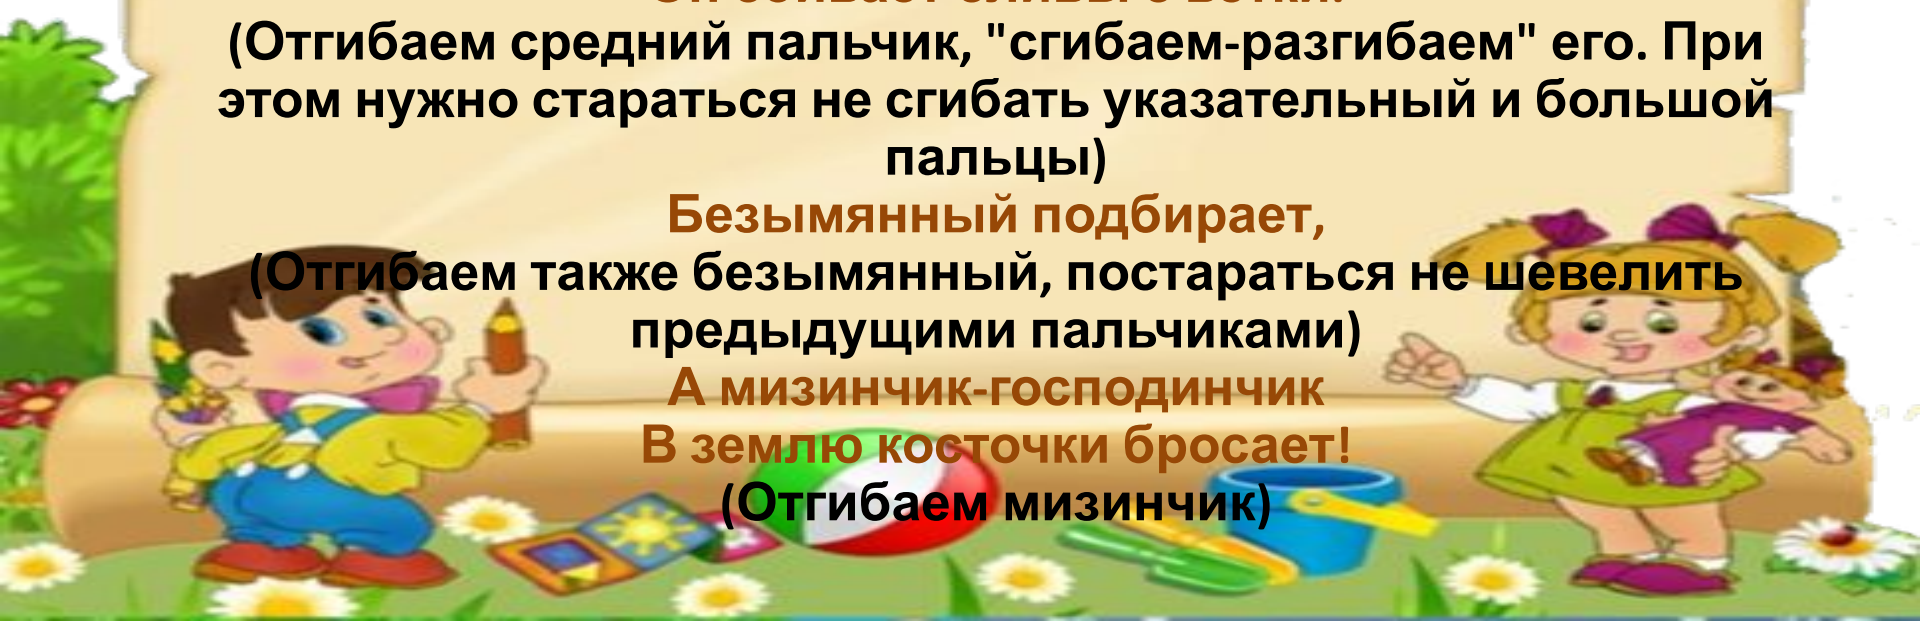 (Отгибаем средний пальчик, "сгибаем-разгибаем" его. При
этом нужно стараться не сгибать указательный и большой
пальцы)
Безымянный подбирает,
(Отгибаем также безымянный, постараться не шевелить
предыдущими пальчиками)
А мизинчик-господинчик
В землю косточки бросает!
(Отгибаем мизинчик)